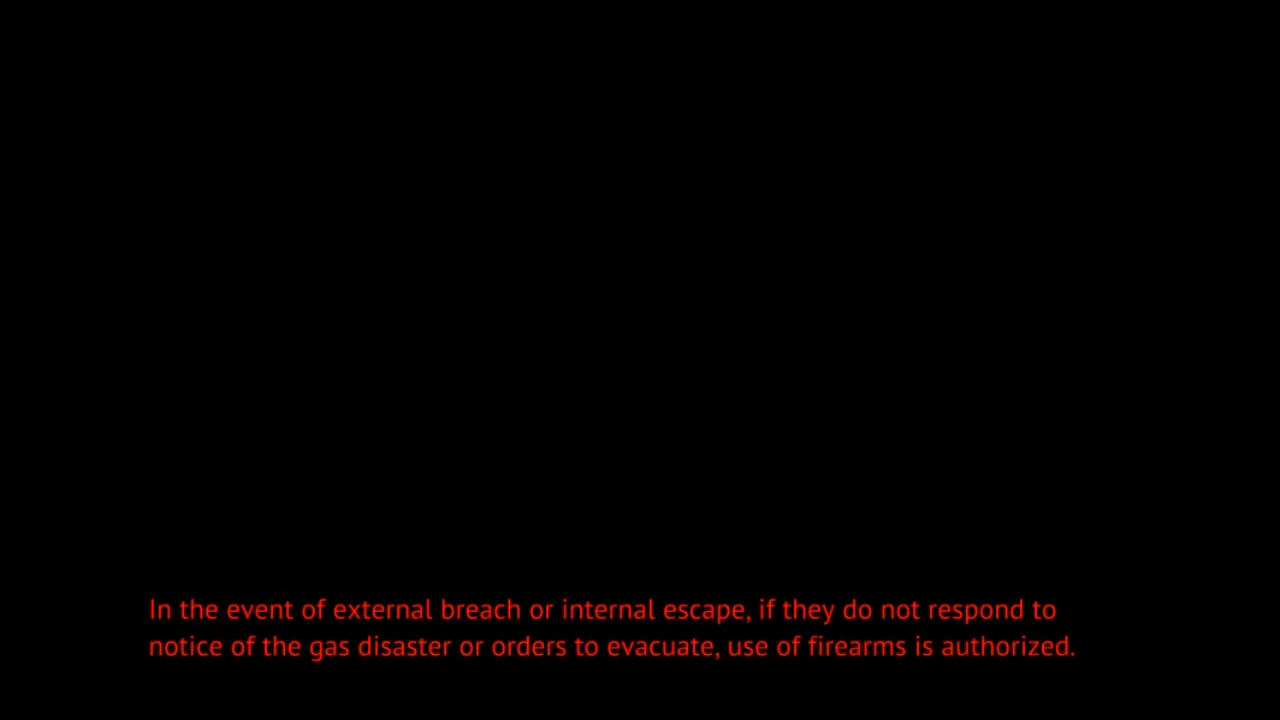 In the event of external breach or internal escape, if they do not respond to
notice of the gas disaster or orders to evacuate, use of firearms is authorized.